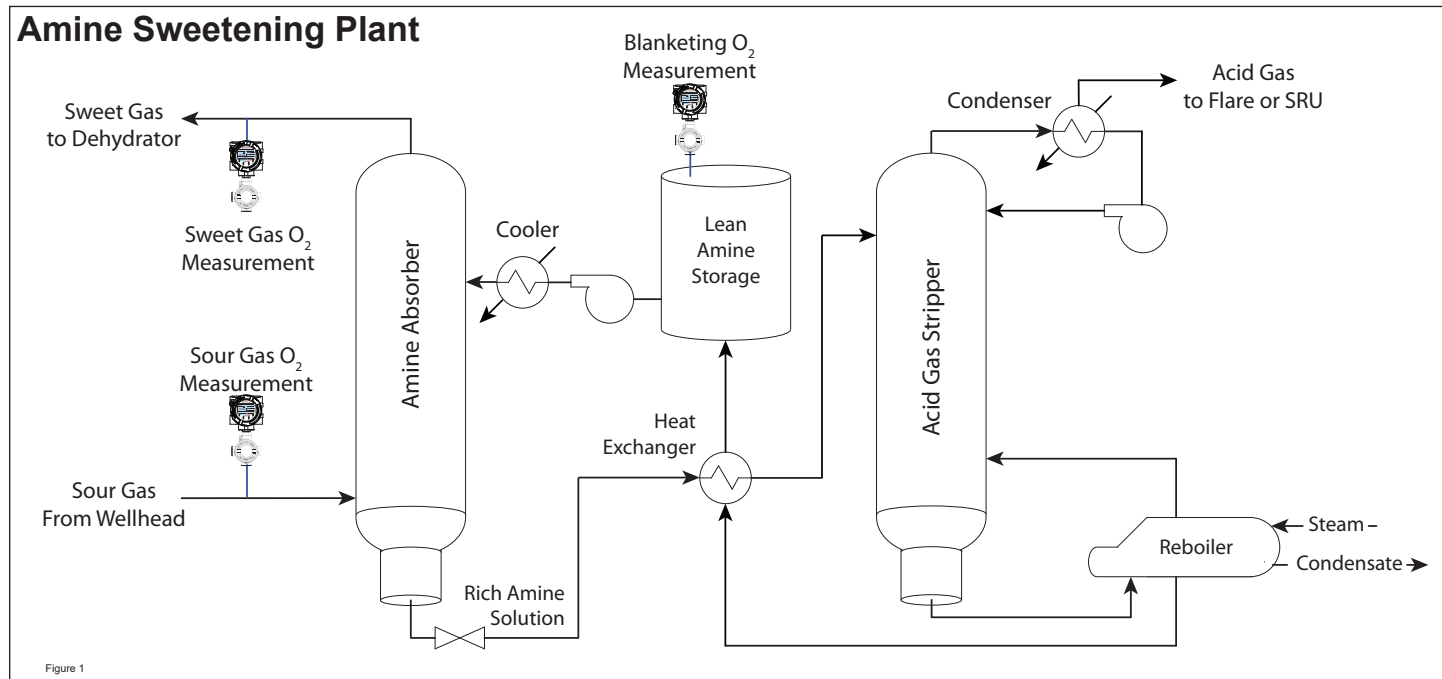 Amine Sweetening Plant
Sweet Gas
to Dehydrator
Sweet Gas O2
Measurement
Sour Gas O2
Measurement
Sour Gas
From Wellhead
Amine Absorber
Rich Amine
Solution
Cooler
Blanketing O2
Measurement
Lean
Amine
Storage
Heat
Exchanger
Acid Gas Stripper
Condenser
Acid Gas
to Flare or SRU
Reboiler
Steam
Condensate
Figure 1